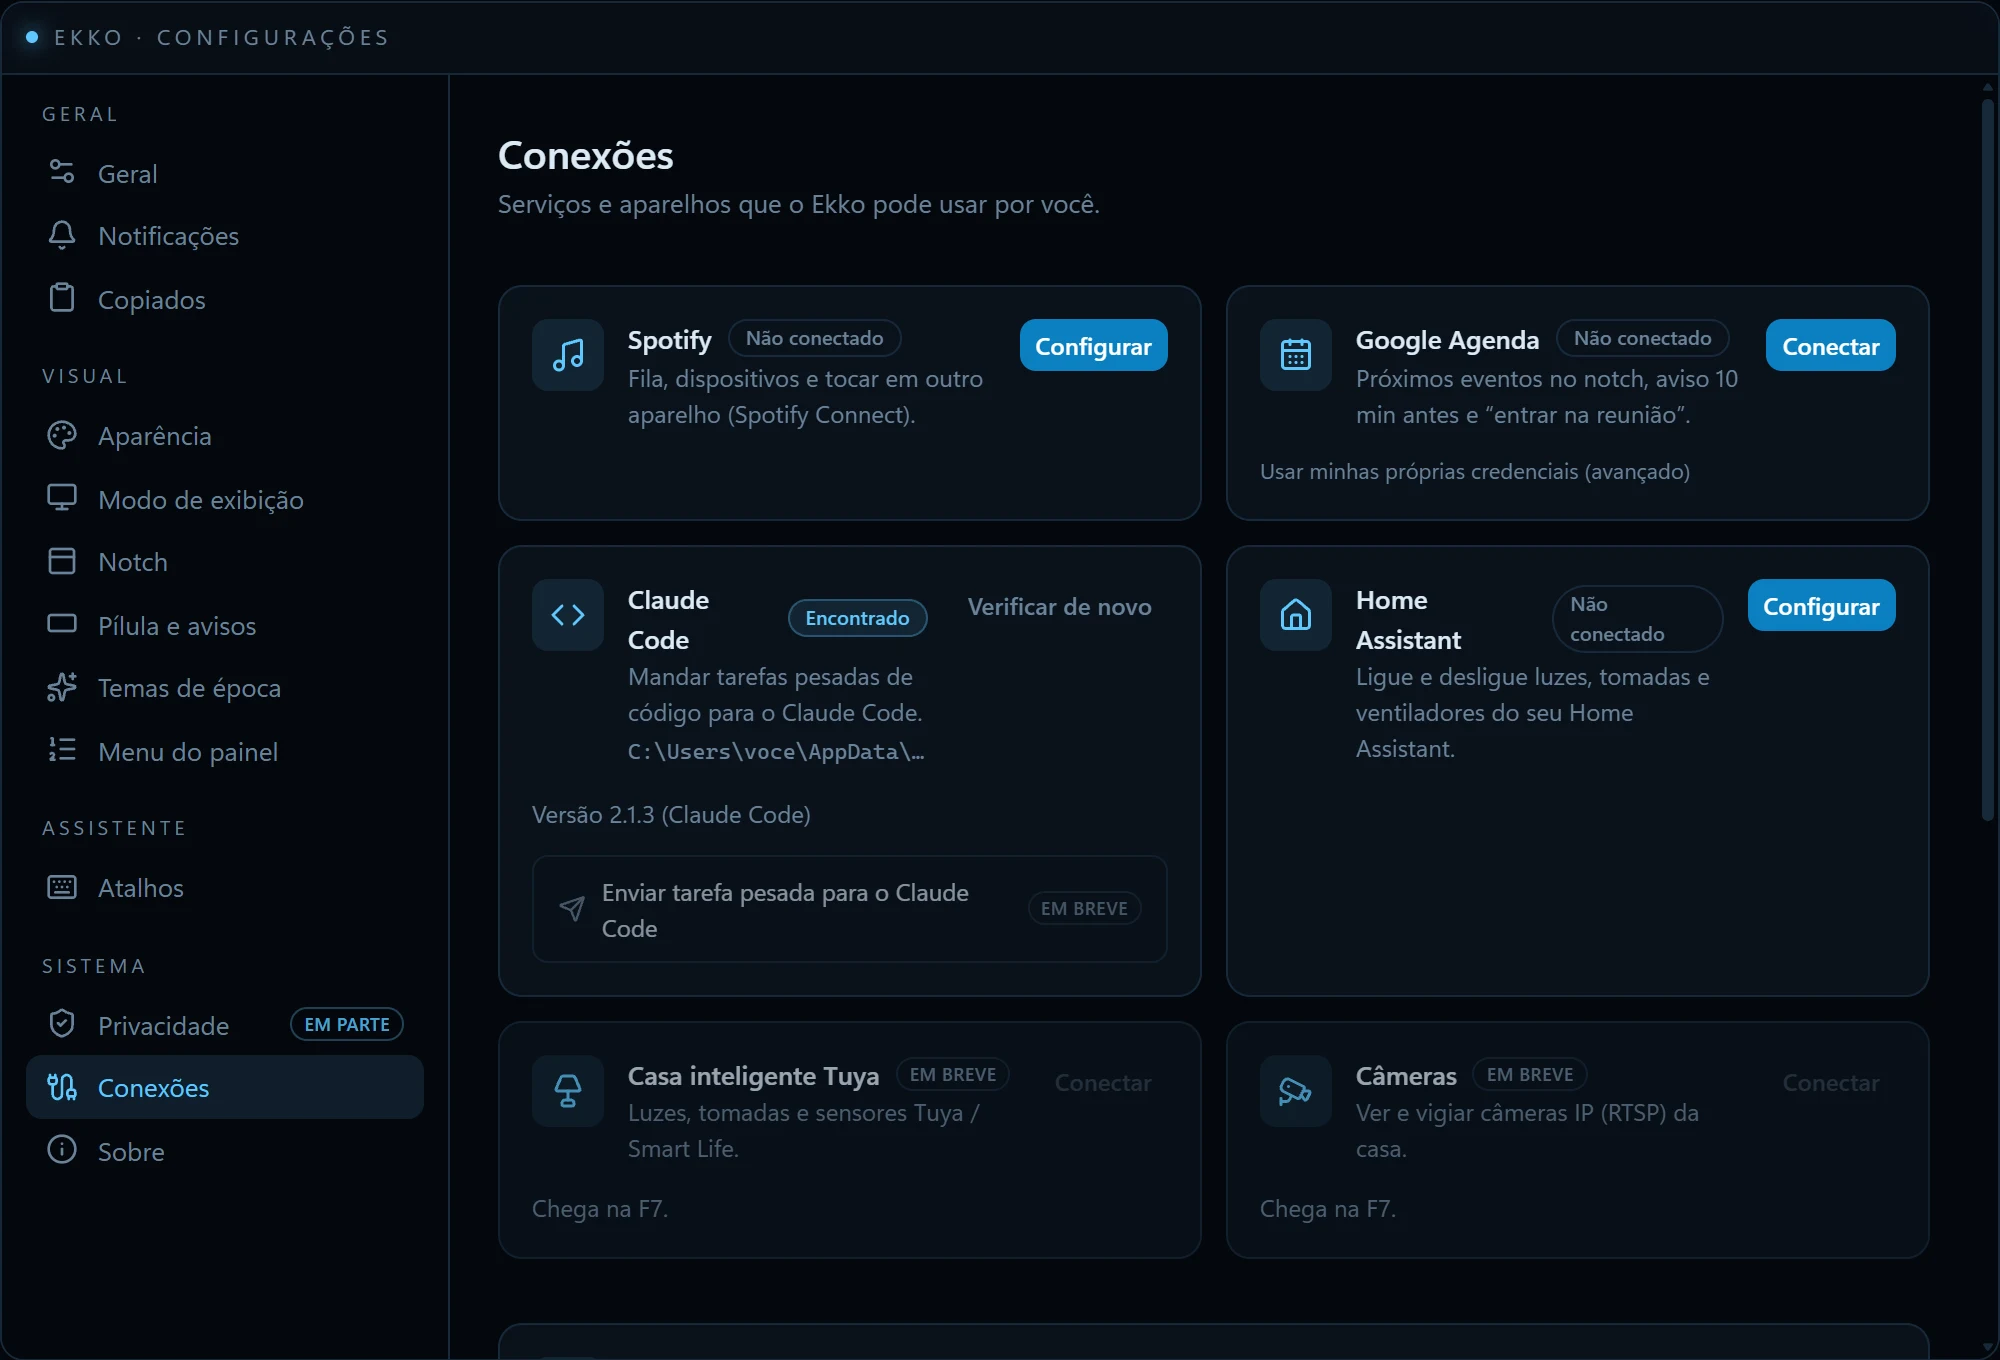 EKKO · CONFIGURAÇÕES
GERAL
Geral
Notificações
Copiados
VISUAL
Aparência
Modo de exibição
Notch
Pílula e avisos
Temas de época
Menu do painel
ASSISTENTE
Atalhos
SISTEMA
Privacidade EM PARTE
Conexões
Sobre
Conexões
Serviços e aparelhos que o Ekko pode usar por você.
Spotify Não conectado Configurar
Fila, dispositivos e tocar em outro
aparelho (Spotify Connect).
Google Agenda Não conectado Conectar
Próximos eventos no notch, aviso 10
min antes e “entrar na reunião”.
Usar minhas próprias credenciais (avançado)
Claude
Code
Encontrado
Verificar de novo
Mandar tarefas pesadas de
código para o Claude Code.
C:\Users\voce\AppData\…
Versão 2.1.3 (Claude Code)
Enviar tarefa pesada para o Claude
Code
EM BREVE
Home
Assistant
Não
conectado
Configurar
Ligue e desligue luzes, tomadas e
ventiladores do seu Home
Assistant.
Casa inteligente Tuya EM BREVE Conectar
Luzes, tomadas e sensores Tuya /
Smart Life.
Chega na F7.
Câmeras EM BREVE Conectar
Ver e vigiar câmeras IP (RTSP) da
casa.
Chega na F7.